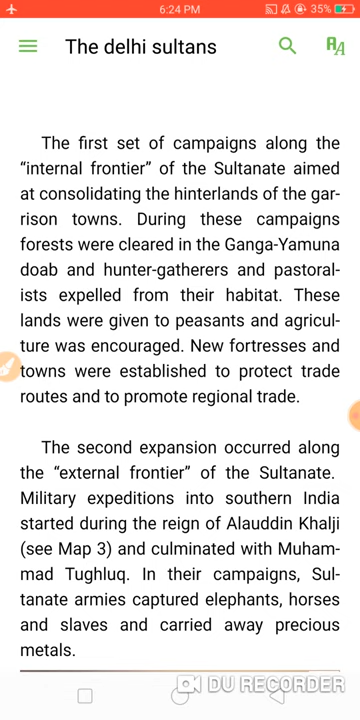 6:24 PM
35%
The delhi sultans
The first set of campaigns along the
“internal frontier” of the Sultanate aimed
at consolidating the hinterlands of the gar-
rison towns. During these campaigns
forests were cleared in the Ganga-Yamuna
doab and hunter-gatherers and pastoral-
ists expelled from their habitat. These
lands were given to peasants and agricul-
ture was encouraged. New fortresses and
towns were established to protect trade
routes and to promote regional trade.
The second expansion occurred along
the “external frontier” of the Sultanate.
Military expeditions into southern India
started during the reign of Alauddin Khalji
(see Map 3) and culminated with Muham-
mad Tughluq. In their campaigns, Sul-
tanate armies captured elephants, horses
and slaves and carried away precious
metals.
DU RECORDER